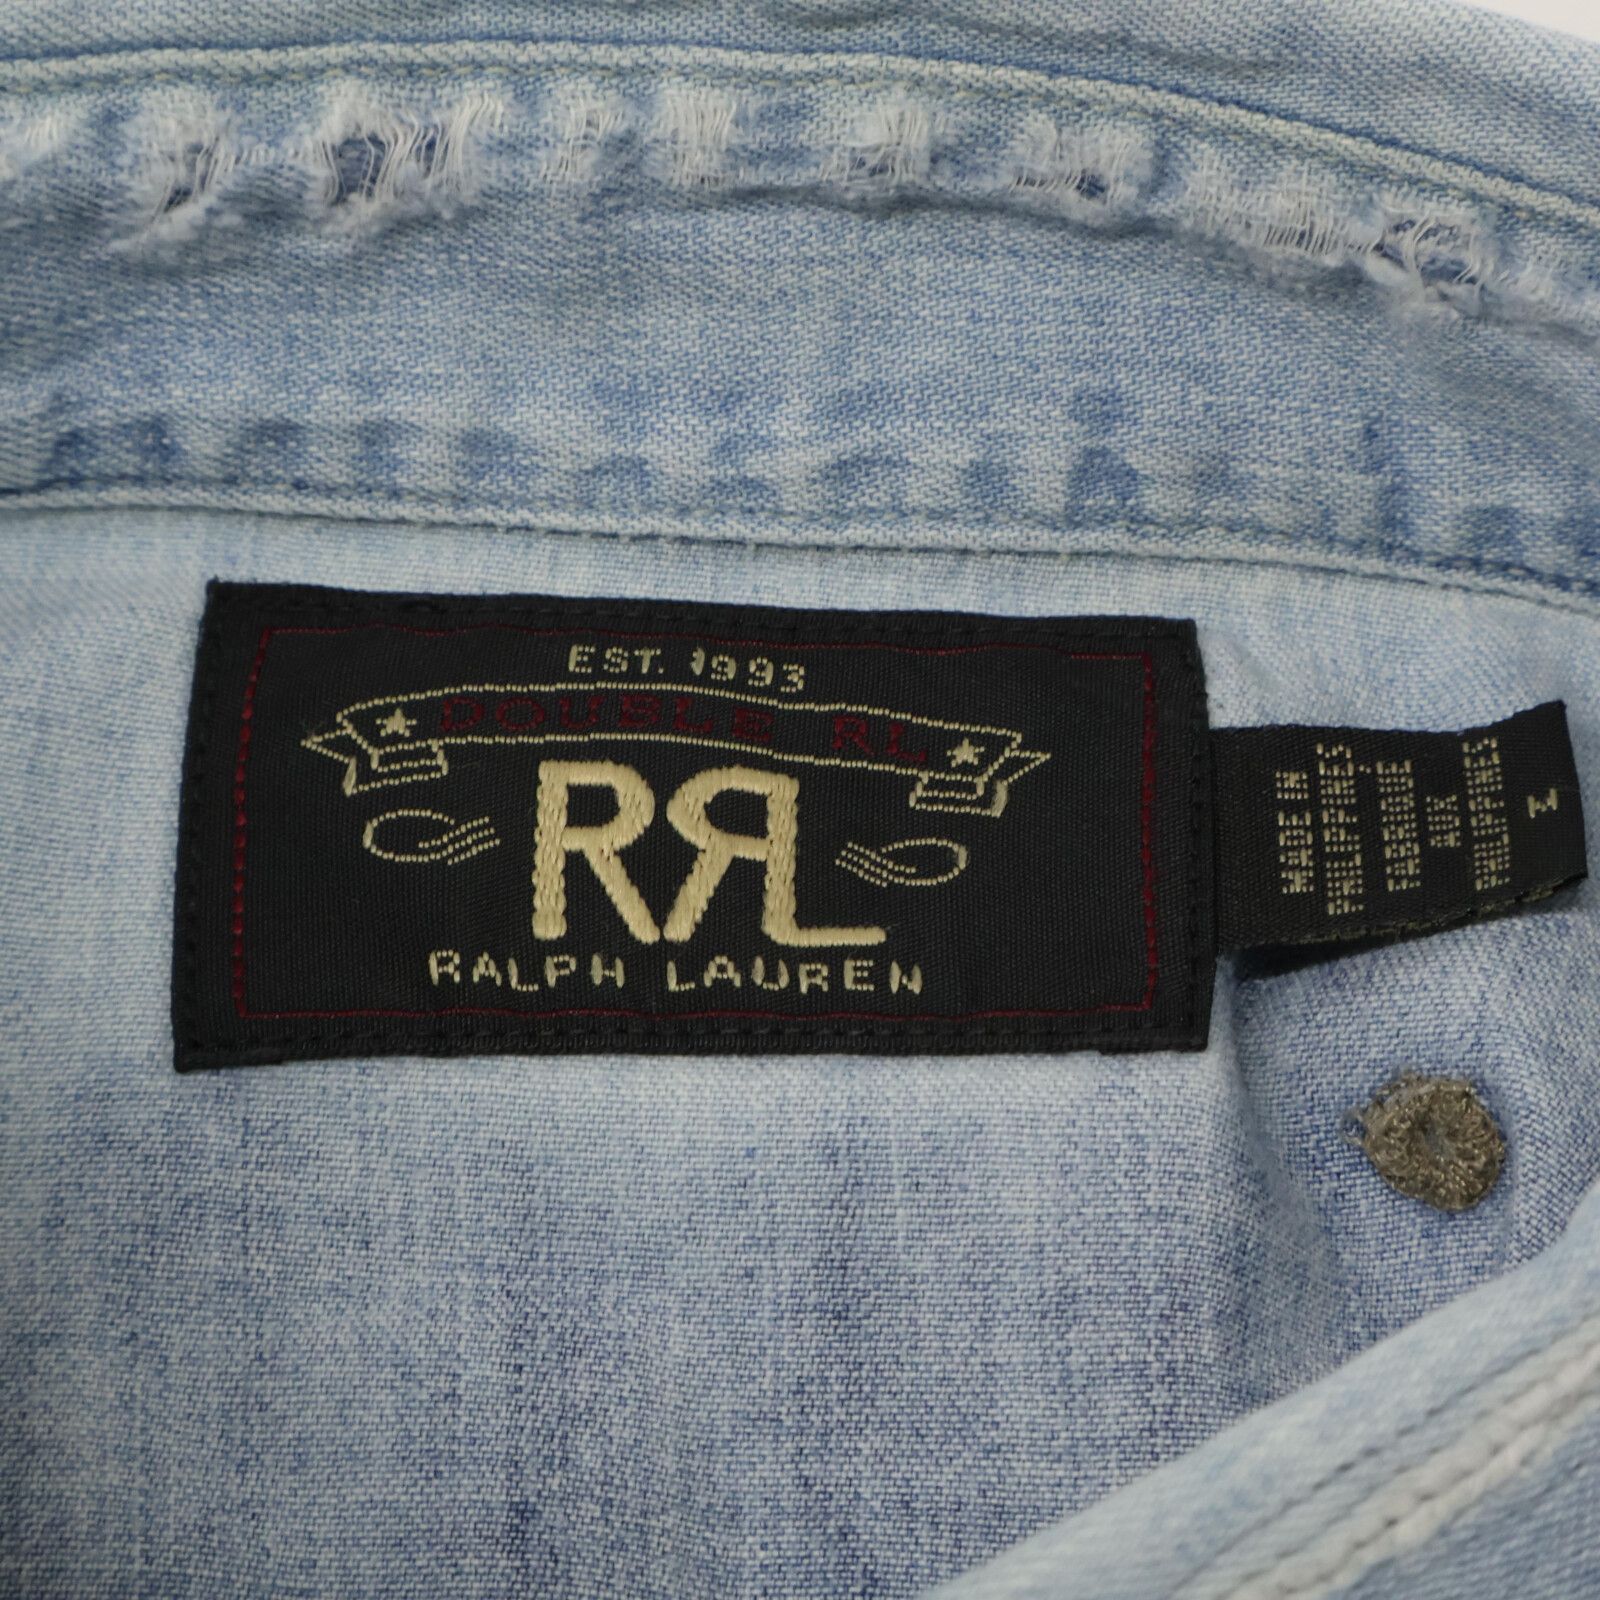 EST. 1993
DOUBLE RL
RRL
RALPH LAUREN
MADE IN
PHILIPPINES
FABRIQUE
AUX
PHILIPPINES
M